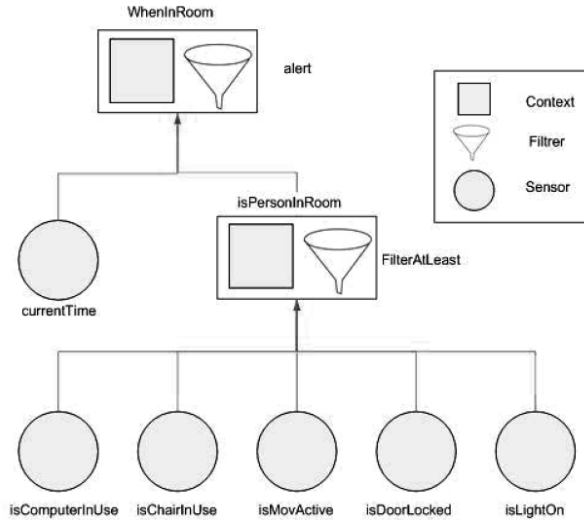 WhenInRoom
alert
Context
Filtrer
Sensor
isPersonInRoom
FilterAtLeast
currentTime
isComputerInUse
isChairInUse
isMovActive
isDoorLocked
isLightOn